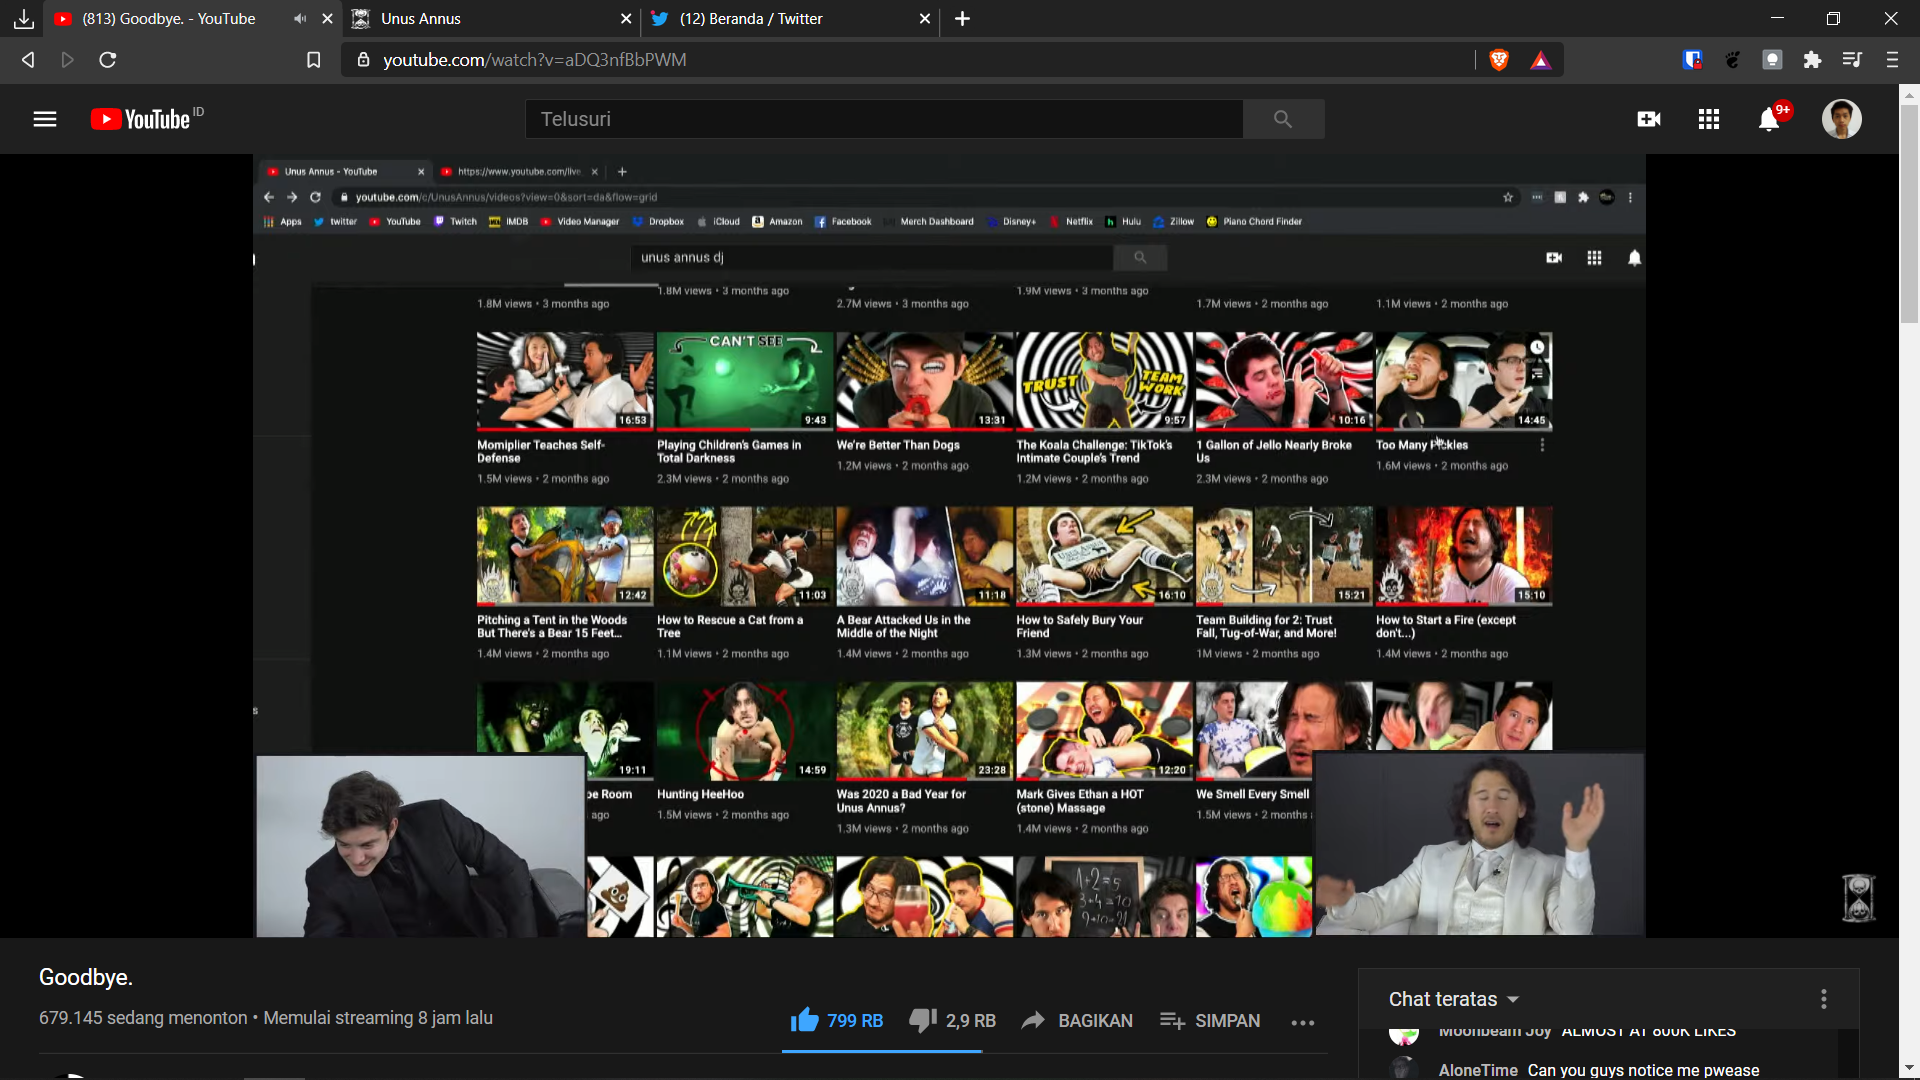 (813) Goodbye. - YouTube
Unus Annus
(12) Beranda / Twitter
youtube.com/watch?v=aDQ3nfBbPWM
YouTube ID
Telusuri
9+
Unus Annus - YouTube
https://www.youtube.com/live
youtube.com/c/UnusAnnus/videos?view=0&sort=da&flow=grid
Apps
twitter
YouTube
Twitch
IMDB
Video Manager
Dropbox
iCloud
Amazon
Facebook
Merch Dashboard
Disney+
Netflix
Hulu
Zillow
Piano Chord Finder
unus annus dj
1.8M views • 3 months ago
1.8M views • 3 months ago
2.7M views • 3 months ago
1.9M views • 3 months ago
1.7M views • 2 months ago
1.1M views • 2 months ago
16:53
CAN'T SEE
9:43
13:31
TRUST TEAM WORK
9:57
10:16
14:45
Momiplier Teaches Self-
Defense
1.5M views • 2 months ago
Playing Children's Games in
Total Darkness
2.3M views • 2 months ago
We're Better Than Dogs
1.2M views • 2 months ago
The Koala Challenge: TikTok's
Intimate Couple's Trend
1.2M views • 2 months ago
1 Gallon of Jello Nearly Broke
Us
2.3M views • 2 months ago
Too Many Pickles
1.6M views • 2 months ago
12:42
11:03
11:18
UNUS ANNUS
16:10
15:21
15:10
Pitching a Tent in the Woods
But There's a Bear 15 Feet...
1.4M views • 2 months ago
How to Rescue a Cat from a
Tree
1.1M views • 2 months ago
A Bear Attacked Us in the
Middle of the Night
1.4M views • 2 months ago
How to Safely Bury Your
Friend
1.3M views • 2 months ago
Team Building for 2: Trust
Fall, Tug-of-War, and More!
1M views • 2 months ago
How to Start a Fire (except
don't...)
1.4M views • 2 months ago
s
19:11
14:59
23:28
12:20
pe Room
ago
Hunting HeeHoo
1.5M views • 2 months ago
Was 2020 a Bad Year for
Unus Annus?
1.3M views • 2 months ago
Mark Gives Ethan a HOT
(stone) Massage
1.4M views • 2 months ago
We Smell Every Smell
1.5M views • 2 months
1+2=5
3+4=10
9+10=21
Goodbye.
679.145 sedang menonton • Memulai streaming 8 jam lalu
799 RB
2,9 RB
BAGIKAN
SIMPAN
Chat teratas
Moonbeam Joy ALMOST AT 800K LIKES
AloneTime Can you guys notice me pwease